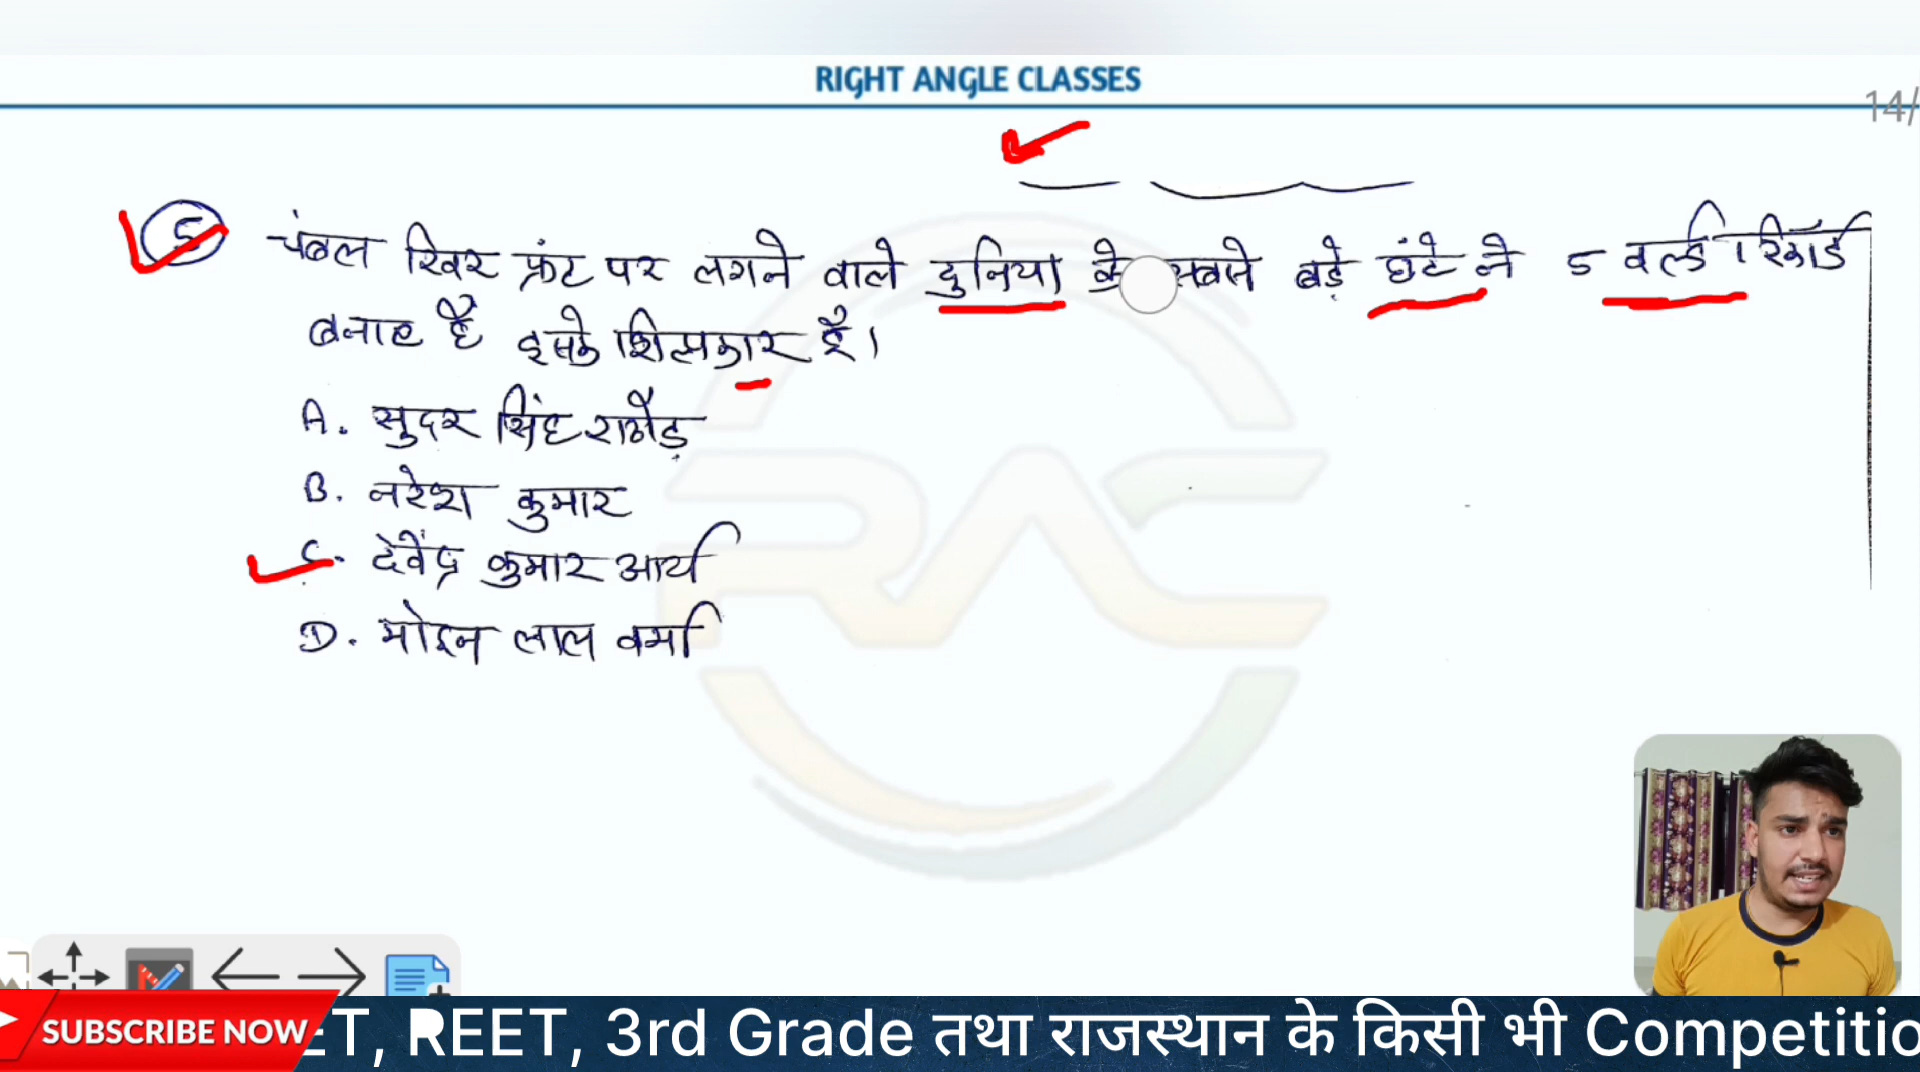 RIGHT ANGLE CLASSES
14/
5 चंबल रिवर फ्रंट पर लगने वाले दुनिया के सबसे बड़े घंटे ने 5 वर्ल्ड रिकॉर्ड
बनाए है इसके शिल्पकार है।
A. सुदर सिंह राठौड़
B. नरेश कुमार
C. देवेंद्र कुमार आर्य
D. मोहन लाल वर्मा
RAC
SUBSCRIBE NOW ET, REET, 3rd Grade तथा राजस्थान के किसी भी Competitio